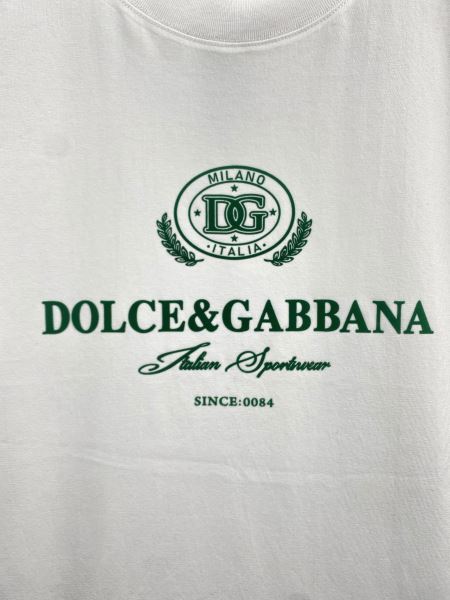 MILANO
DG
·ITALIA·
DOLCE&GABBANA
Italian Sportwear
SINCE:0084